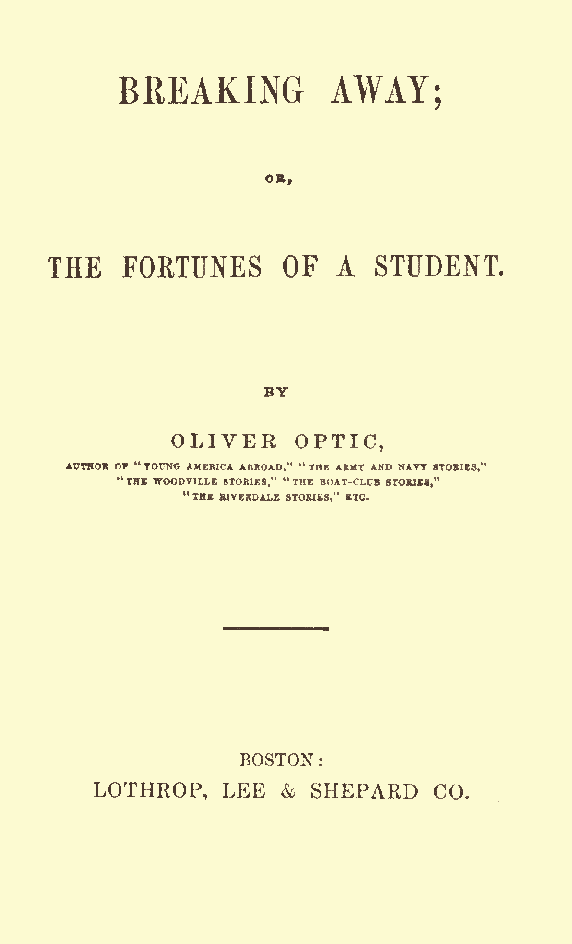 BREAKING AWAY;
OR,
THE FORTUNES OF A STUDENT.
BY
OLIVER OPTIC,
AUTHOR OF "YOUNG AMERICA ABROAD," "THE ARMY AND NAVY STORIES,"
"THE WOODVILLE STORIES," "THE BOAT-CLUB STORIES,"
"THE RIVERDALE STORIES," ETC.
BOSTON:
LOTHROP, LEE & SHEPARD CO.